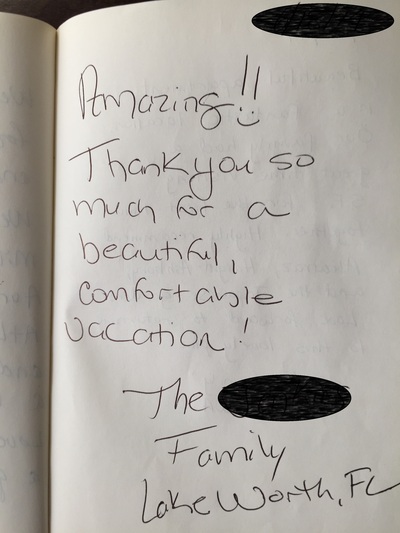 Amazing!!
Thank you so
much for a
beautiful,
comfortable
vacation!
The
Family
Lake Worth, FL